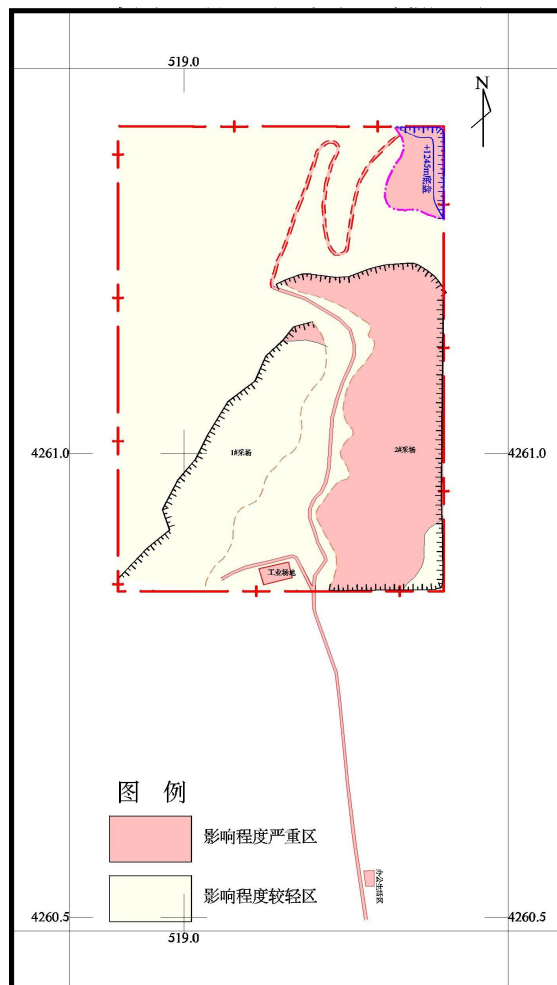 519.0
N
+1245m底盘
4261.0
1#采场
2#采场
4261.0
工业场地
图 例
影响程度严重区
影响程度较轻区
办公生活区
4260.5
4260.5
519.0